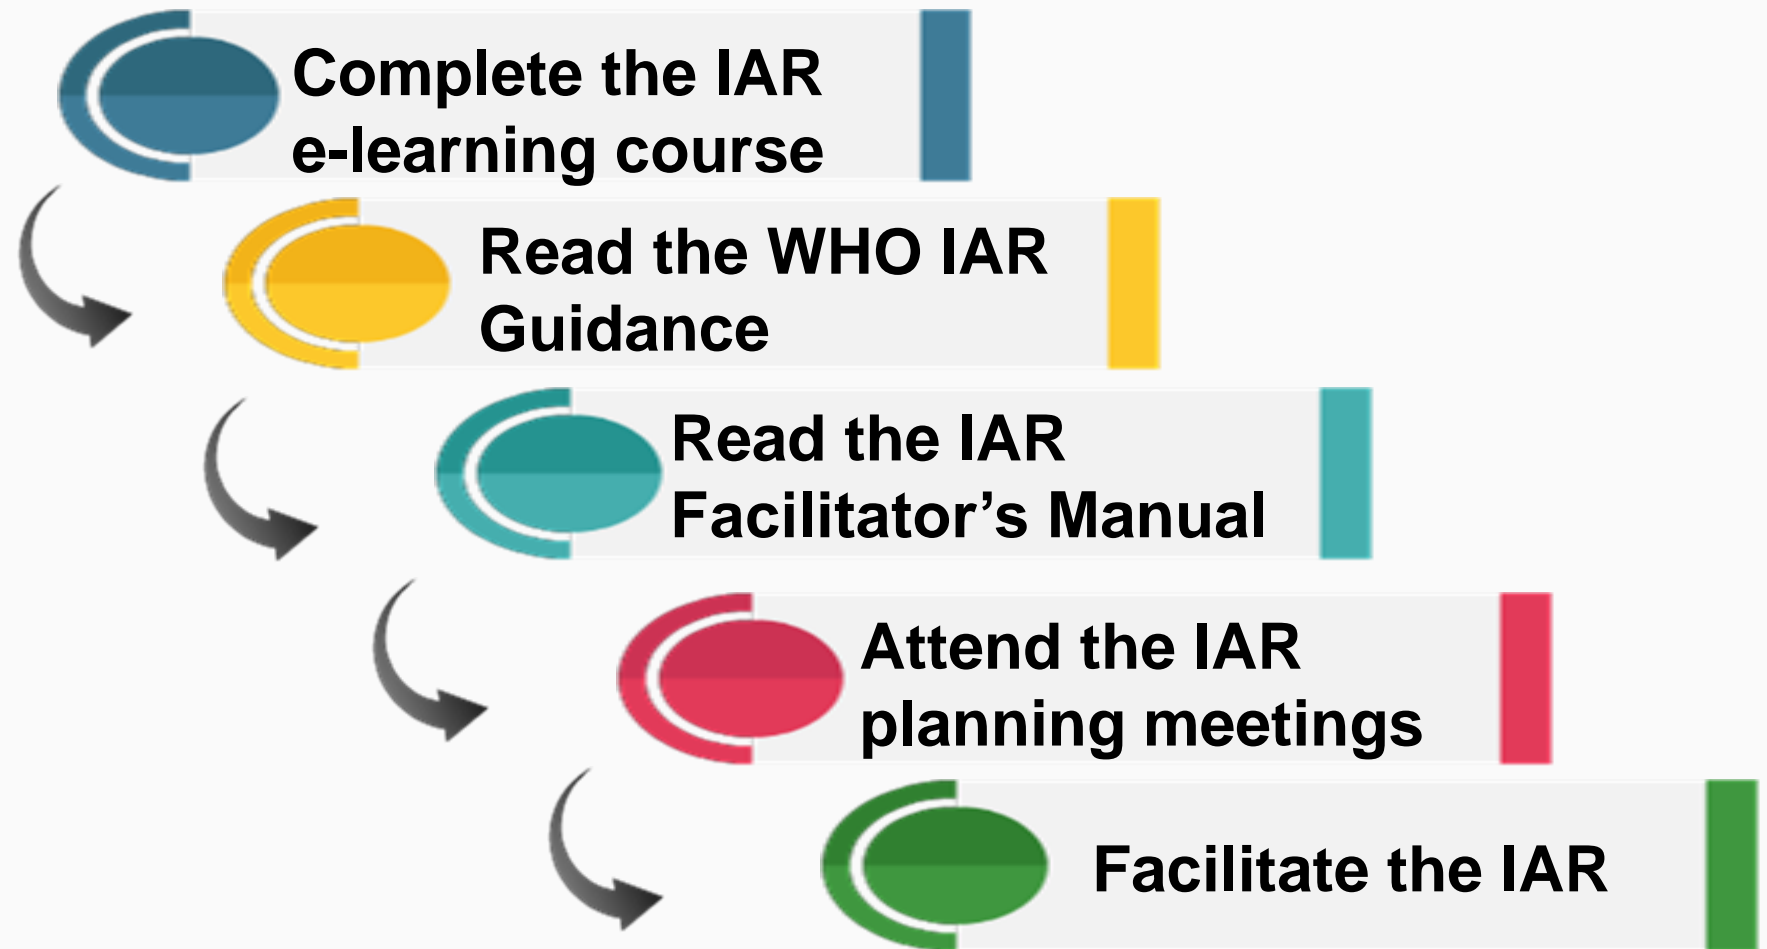 Complete the IAR
e-learning course
Read the WHO IAR
Guidance
Read the IAR
Facilitator’s Manual
Attend the IAR
planning meetings
Facilitate the IAR